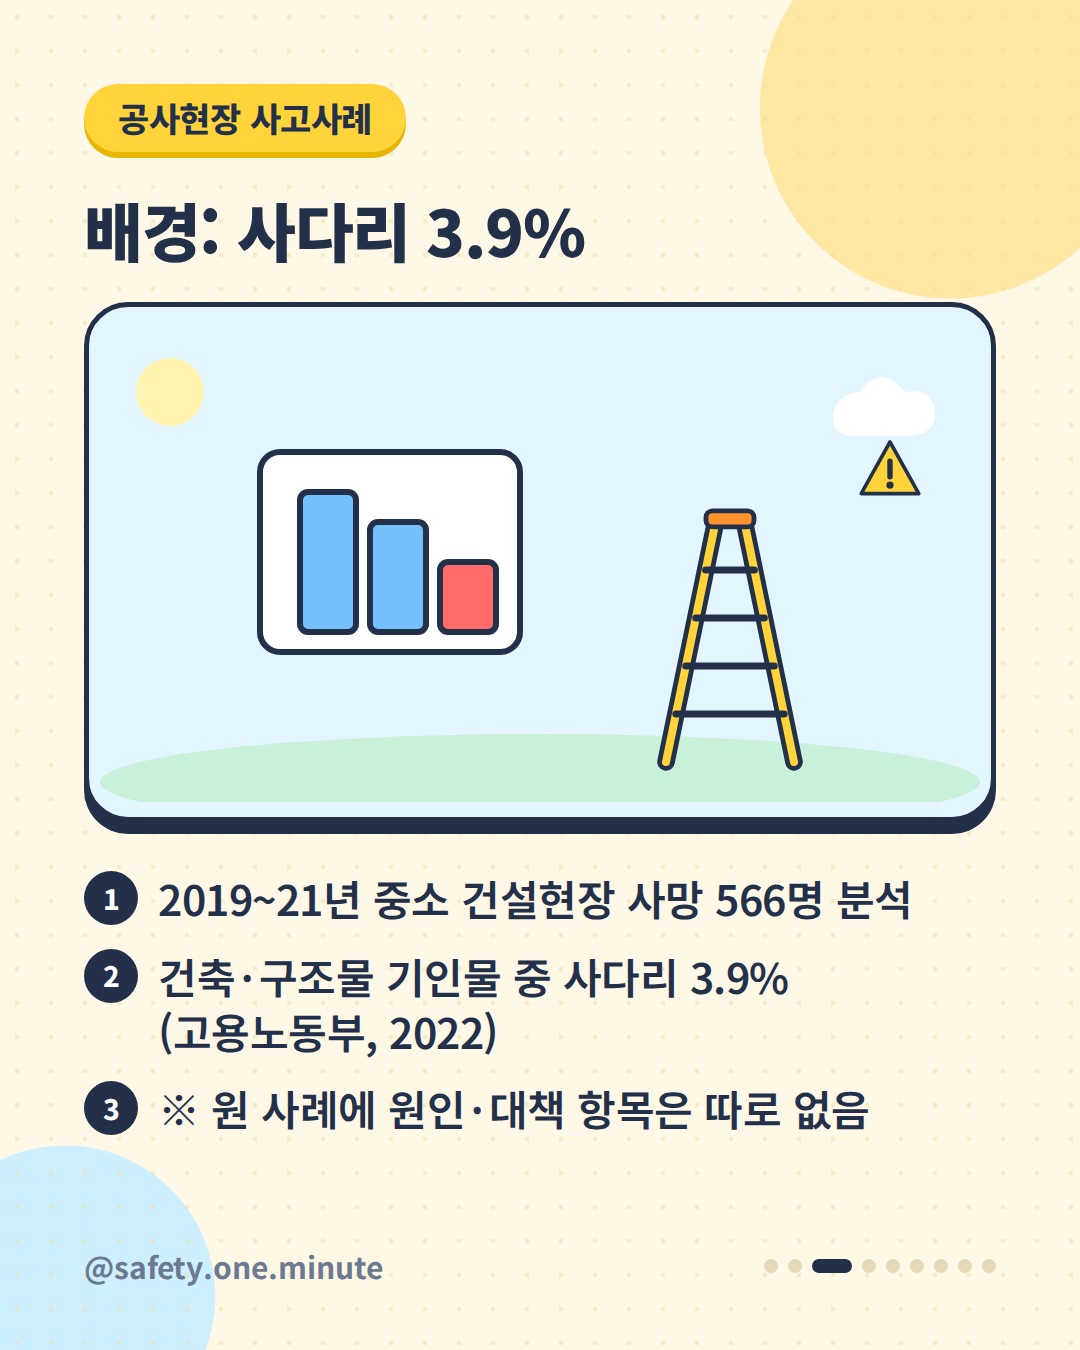 공사현장 사고사례
배경: 사다리 3.9%
1 2019~21년 중소 건설현장 사망 566명 분석
2 건축·구조물 기인물 중 사다리 3.9%
(고용노동부, 2022)
3 ※ 원 사례에 원인·대책 항목은 따로 없음
@safety.one.minute